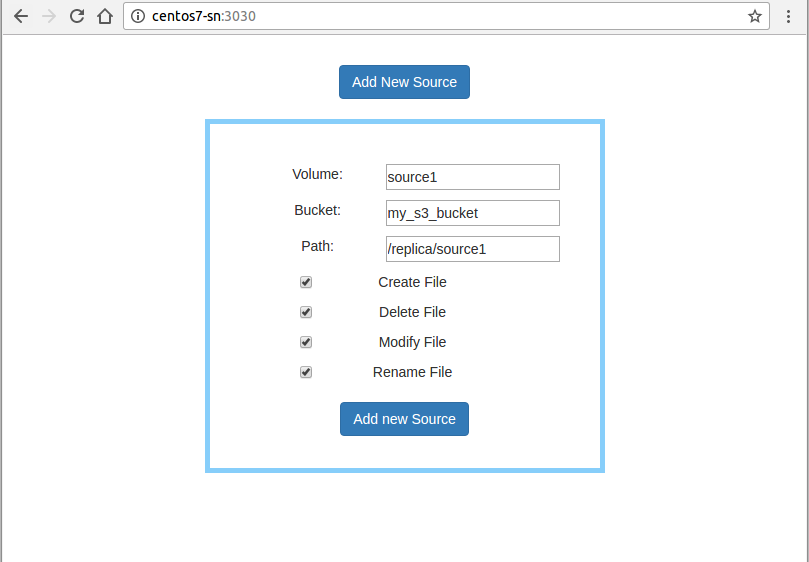 centos7-sn:3030
Add New Source
Volume: source1
Bucket: my_s3_bucket
Path: /replica/source1
Create File
Delete File
Modify File
Rename File
Add new Source